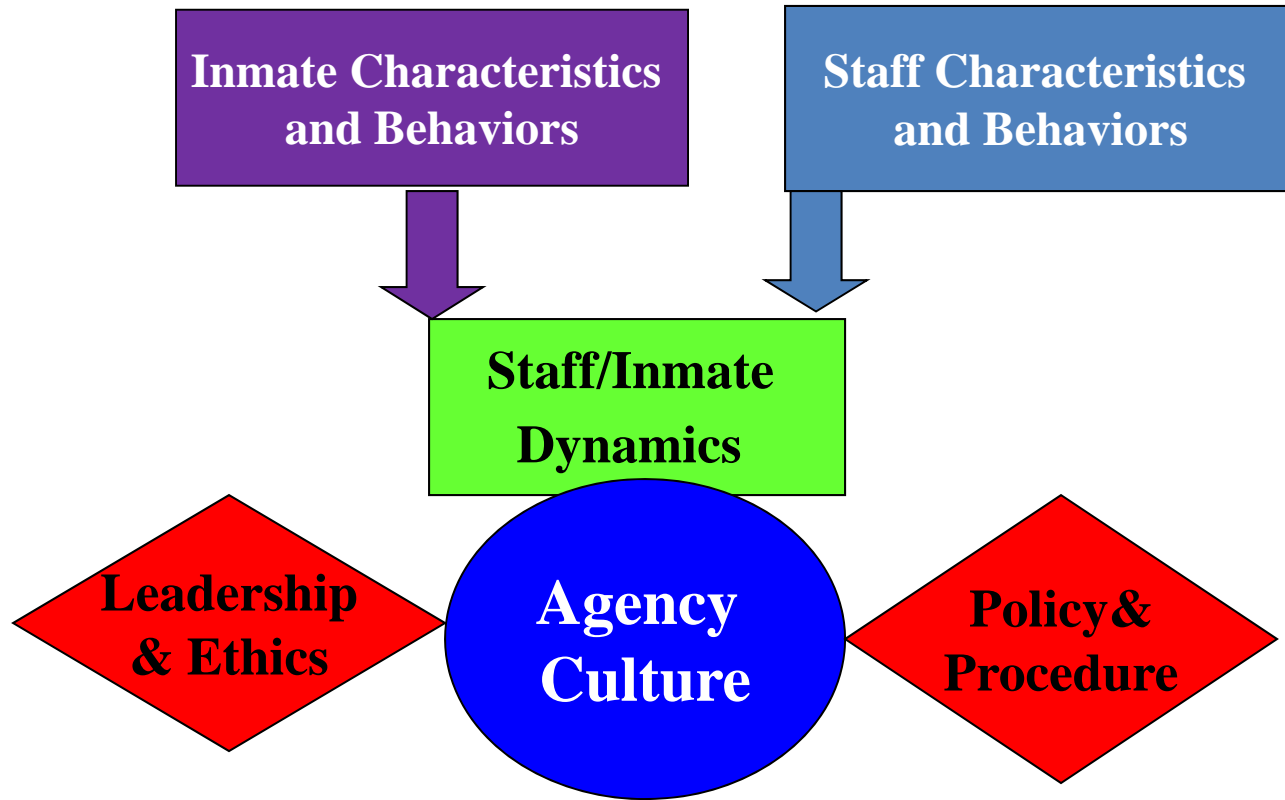 Inmate Characteristics
and Behaviors
Staff Characteristics
and Behaviors
Staff/Inmate
Dynamics
Leadership
& Ethics
Agency
Culture
Policy&
Procedure